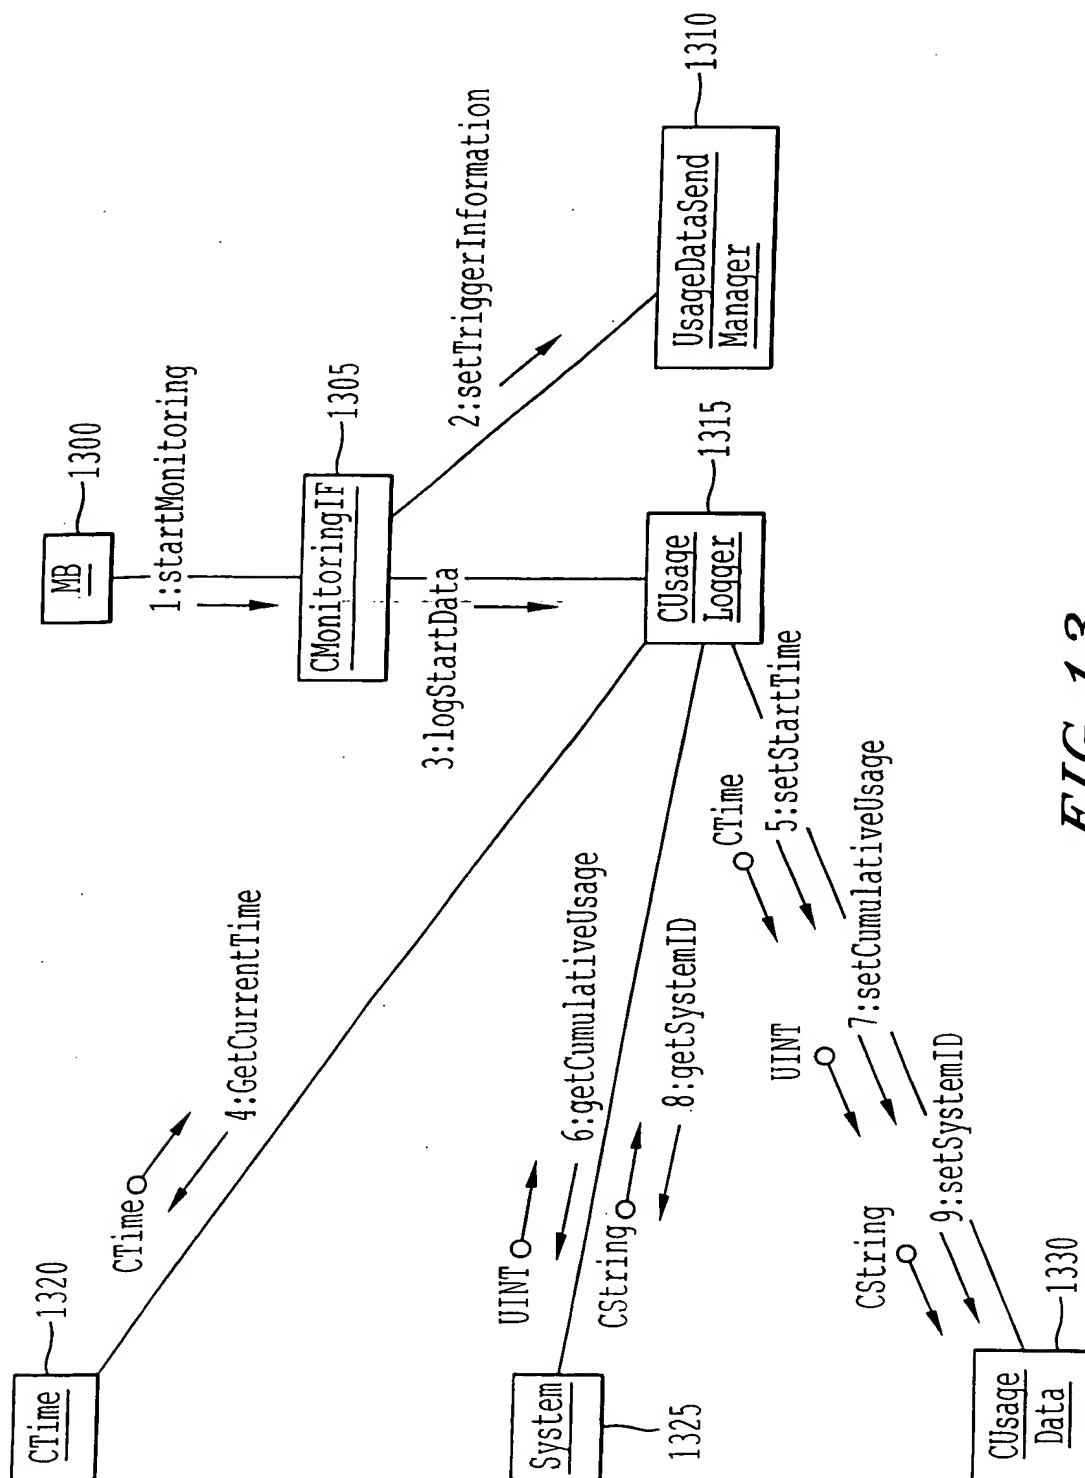 MB
1300
1:startMonitoring
CMonitoringIF
1305
2:setTriggerInformation
UsageDataSend
Manager
1310
3:logStartData
CUsage
Logger
1315
4:GetCurrentTime
CTime
CTime
1320
6:getCumulativeUsage
UINT
8:getSystemID
CString
System
1325
5:setStartTime
CTime
7:setCumulativeUsage
UINT
9:setSystemID
CString
CUsage
Data
1330
FIG. 13